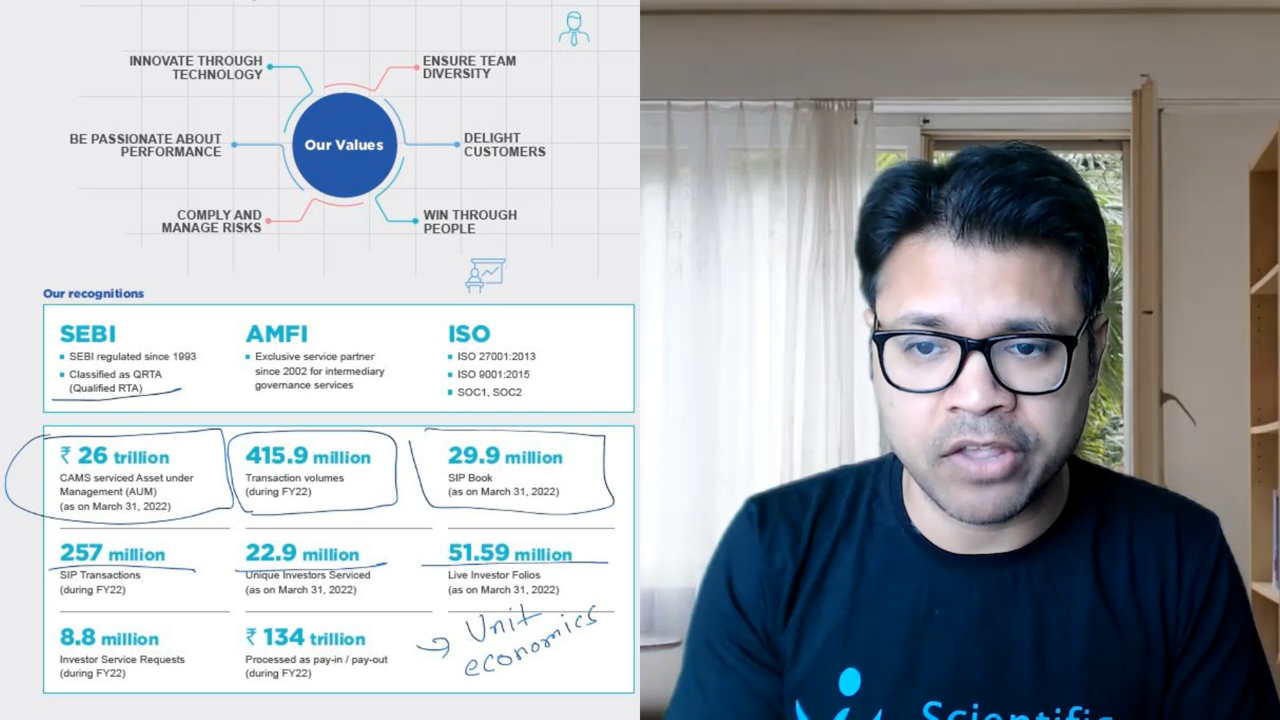 INNOVATE THROUGH
TECHNOLOGY
ENSURE TEAM
DIVERSITY
BE PASSIONATE ABOUT
PERFORMANCE
Our Values
DELIGHT
CUSTOMERS
COMPLY AND
MANAGE RISKS
WIN THROUGH
PEOPLE
Our recognitions
SEBI
SEBI regulated since 1993
Classified as QRTA
(Qualified RTA)
AMFI
Exclusive service partner
since 2002 for intermediary
governance services
ISO
ISO 27001:2013
ISO 9001:2015
SOC1, SOC2
₹ 26 trillion
CAMS serviced Asset under
Management (AUM)
(as on March 31, 2022)
415.9 million
Transaction volumes
(during FY22)
29.9 million
SIP Book
(as on March 31, 2022)
257 million
SIP Transactions
(during FY22)
22.9 million
Unique Investors Serviced
(as on March 31, 2022)
51.59 million
Live Investor Folios
(as on March 31, 2022)
8.8 million
Investor Service Requests
(during FY22)
₹ 134 trillion
Processed as pay-in / pay-out
(during FY22)
Unit
economics
Scientific